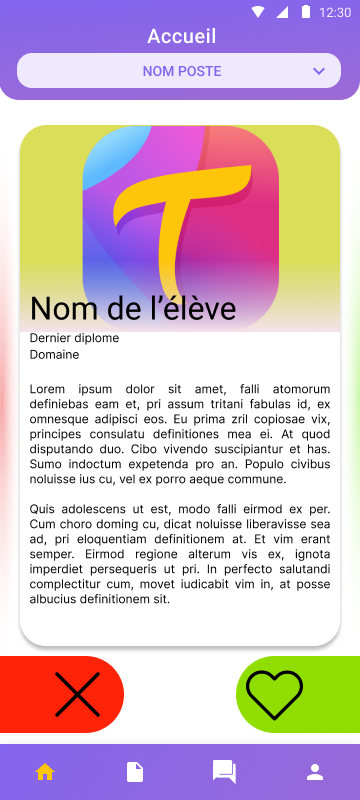 12:30
Accueil
NOM POSTE
T
Nom de l’élève
Dernier diplome
Domaine
Lorem ipsum dolor sit amet, falli atomorum
definiebas eam et, pri assum tritani fabulas id, ex
omnesque adipisci eos. Eu prima zril copiosae vix,
principes consulatu definitiones mea ei. At quod
disputando duo. Cibo vivendo suscipiantur et has.
Sumo indoctum expetenda pro an. Populo civibus
noluisse ius cu, vel ex porro aeque commune.
Quis adolescens ut est, modo falli eirmod ex per.
Cum choro doming cu, dicat noluisse liberavisse sea
ad, pri eloquentiam definitionem at. Et vim erant
semper. Eirmod regione alterum vis ex, ignota
imperdiet persequeris ut pri. In perfecto salutandi
complectitur cum, movet iudicabit vim in, at posse
albucius definitionem sit.